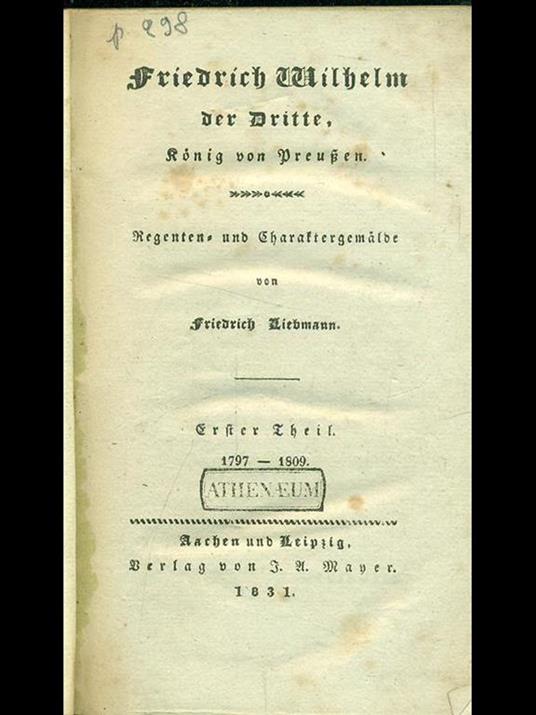 p 298
Friedrich Wilhelm
der Dritte,
König von Preußen.
Regenten- und Charaktergemälde
von
Friedrich Liebmann.
Erster Theil.
1797 — 1809.
ATHENÆUM
Aachen und Leipzig,
Verlag von J. A. Mayer.
1831.